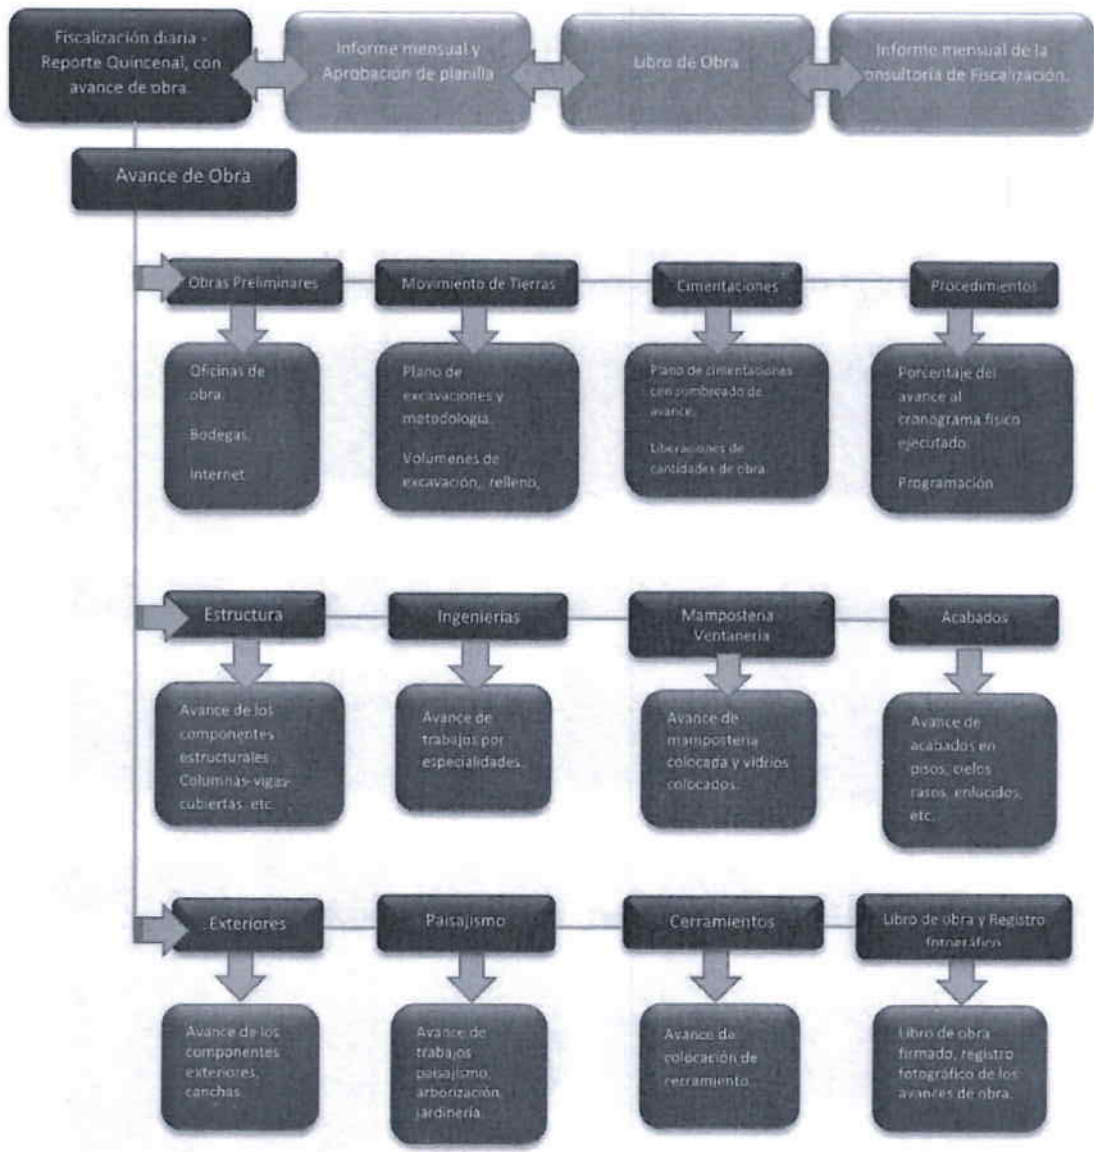 Fiscalización diaria -
Reporte Quincenal, con
avance de obra.
Informe mensual y
Aprobación de planilla
Libro de Obra
Informe mensual de la
onsultoría de Fiscalización.
Avance de Obra
Obras Preliminares
Movimiento de Tierras
Cimentaciones
Procedimientos
Oficinas de
obra.
Bodegas.
Internet
Plano de
excavaciones y
metodología.
Volúmenes de
excavación, relleno,
Plano de cimentaciones
con sombreado de
avance.
Liberaciones de
cantidades de obra.
Porcentaje del
avance al
cronograma físico
ejecutado.
Programación
Estructura
Ingenierías
Mampostería
Ventanería
Acabados
Avance de los
componentes
estructurales.
Columnas-vigas-
cubiertas, etc.
Avance de
trabajos por
especialidades.
Avance de
mampostería
colocada y vidrios
colocados.
Avance de
acabados en
pisos, cielos
rasos, enlucidos,
etc.
.Exteriores
Paisajismo
Cerramientos
Libro de obra y Registro
fotográfico
Avance de los
componentes
exteriores,
canchas.
Avance de
trabajos
paisajismo,
arborización,
jardinería.
Avance de
colocación de
cerramiento
Libro de obra
firmado, registro
fotográfico de los
avances de obra.